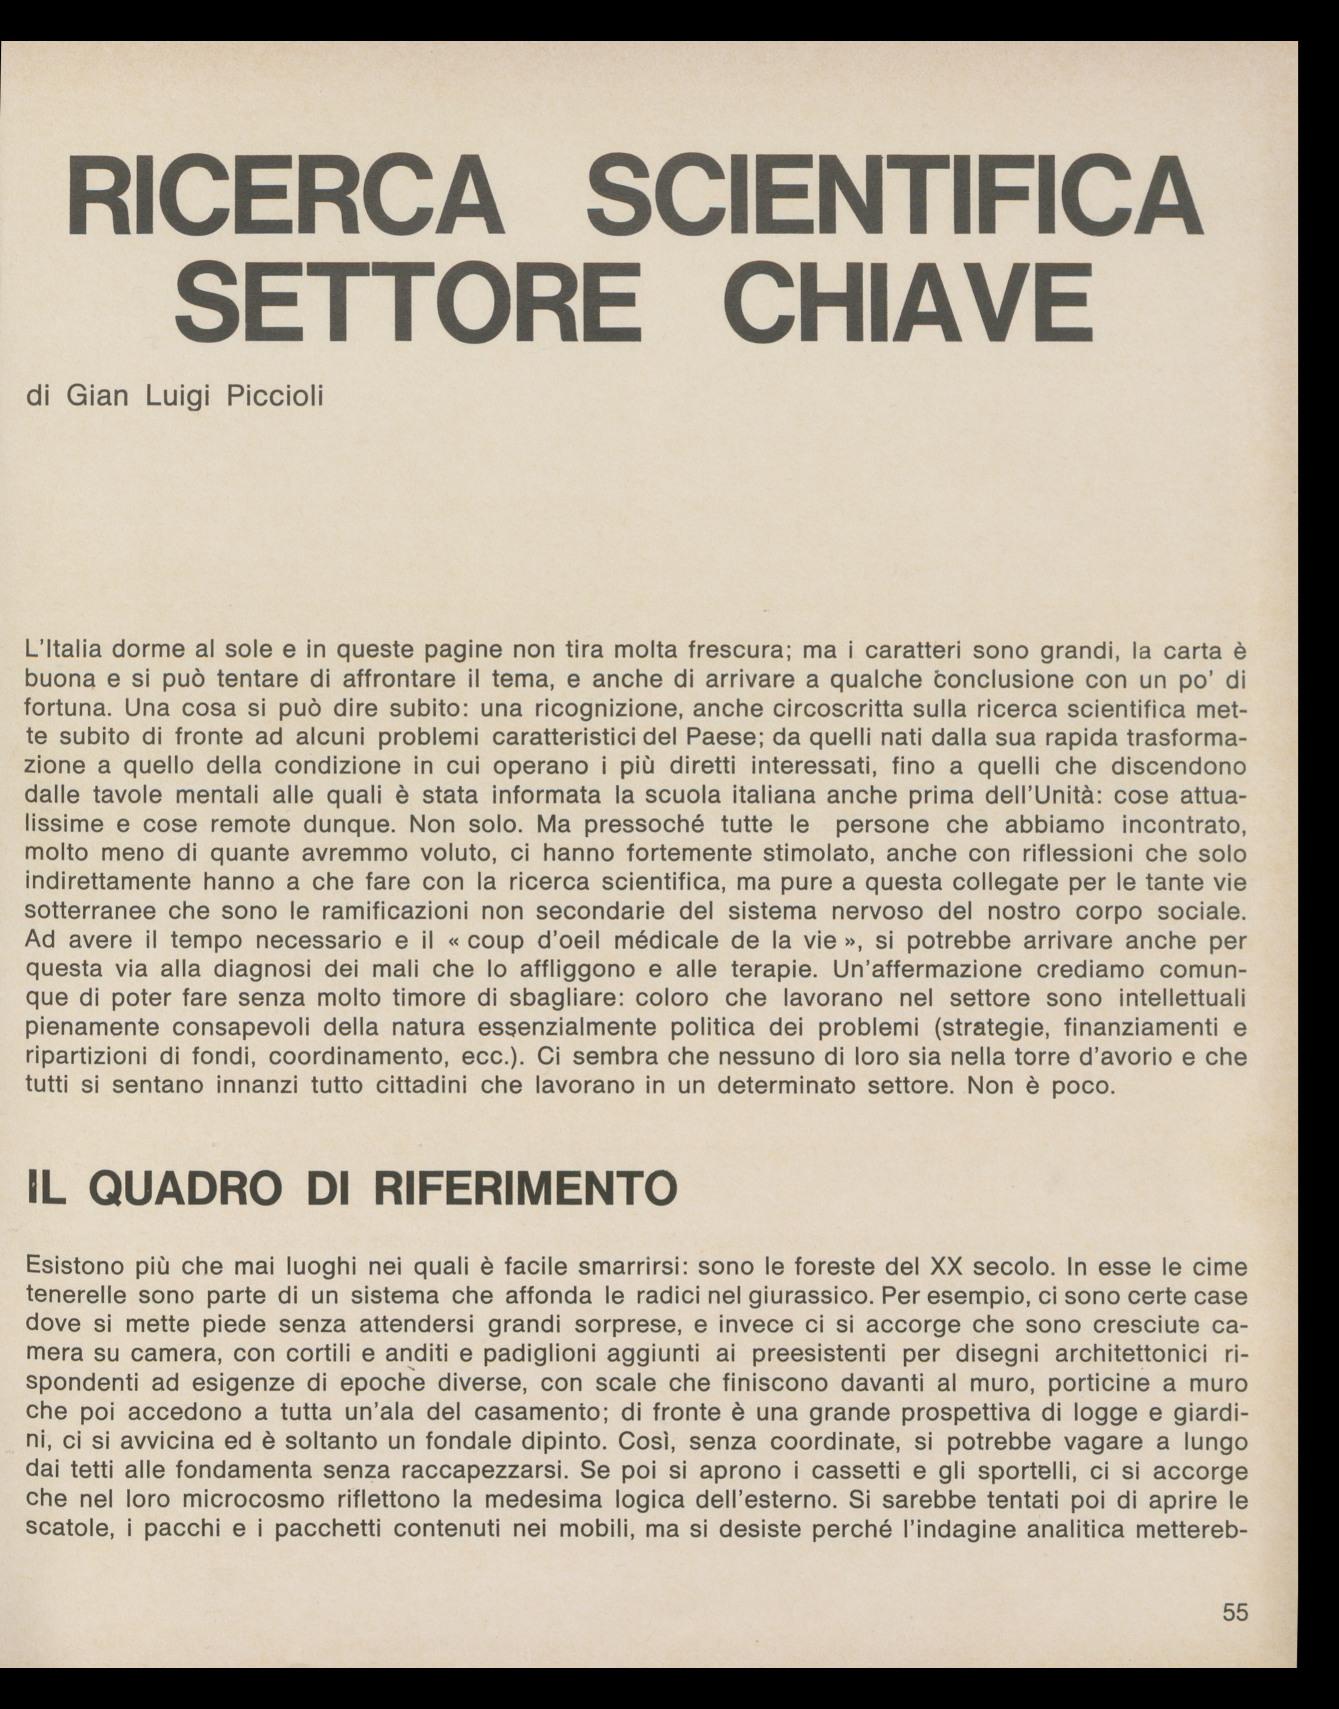 RICERCA SCIENTIFICA
SETTORE CHIAVE
di Gian Luigi Piccioli
L'Italia dorme al sole e in queste pagine non tira molta frescura; ma i caratteri sono grandi, la carta è
buona e si può tentare di affrontare il tema, e anche di arrivare a qualche conclusione con un po' di
fortuna. Una cosa si può dire subito: una ricognizione, anche circoscritta sulla ricerca scientifica met-
te subito di fronte ad alcuni problemi caratteristici del Paese; da quelli nati dalla sua rapida trasforma-
zione a quello della condizione in cui operano i più diretti interessati, fino a quelli che discendono
dalle tavole mentali alle quali è stata informata la scuola italiana anche prima dell'Unità: cose attua-
lissime e cose remote dunque. Non solo. Ma pressoché tutte le persone che abbiamo incontrato,
molto meno di quante avremmo voluto, ci hanno fortemente stimolato, anche con riflessioni che solo
indirettamente hanno a che fare con la ricerca scientifica, ma pure a questa collegate per le tante vie
sotterranee che sono le ramificazioni non secondarie del sistema nervoso del nostro corpo sociale.
Ad avere il tempo necessario e il « coup d'oeil médicale de la vie », si potrebbe arrivare anche per
questa via alla diagnosi dei mali che lo affliggono e alle terapie. Un'affermazione crediamo comun-
que di poter fare senza molto timore di sbagliare: coloro che lavorano nel settore sono intellettuali
pienamente consapevoli della natura essenzialmente politica dei problemi (strategie, finanziamenti e
ripartizioni di fondi, coordinamento, ecc.). Ci sembra che nessuno di loro sia nella torre d'avorio e che
tutti si sentano innanzi tutto cittadini che lavorano in un determinato settore. Non è poco.
IL QUADRO DI RIFERIMENTO
Esistono più che mai luoghi nei quali è facile smarrirsi: sono le foreste del XX secolo. In esse le cime
tenerelle sono parte di un sistema che affonda le radici nel giurassico. Per esempio, ci sono certe case
dove si mette piede senza attendersi grandi sorprese, e invece ci si accorge che sono cresciute ca-
mera su camera, con cortili e anditi e padiglioni aggiunti ai preesistenti per disegni architettonici ri-
spondenti ad esigenze di epoche diverse, con scale che finiscono davanti al muro, porticine a muro
che poi accedono a tutta un'ala del casamento; di fronte è una grande prospettiva di logge e giardi-
ni, ci si avvicina ed è soltanto un fondale dipinto. Così, senza coordinate, si potrebbe vagare a lungo
dai tetti alle fondamenta senza raccapezzarsi. Se poi si aprono i cassetti e gli sportelli, ci si accorge
che nel loro microcosmo riflettono la medesima logica dell'esterno. Si sarebbe tentati poi di aprire le
scatole, i pacchi e i pacchetti contenuti nei mobili, ma si desiste perché l'indagine analitica mettereb-
55